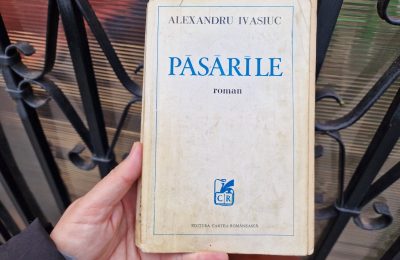 ALEXANDRU IVASIUC
PĂSĂRILE
roman
CR
EDITURA CARTEA ROMÂNEASCĂ